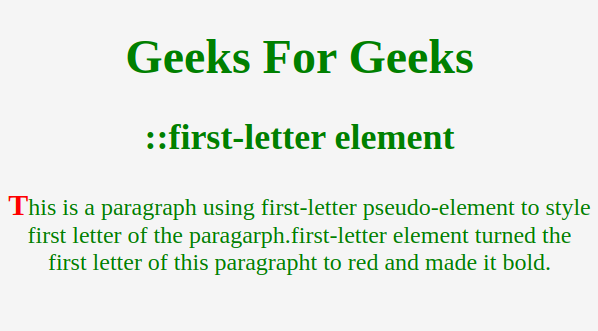 Geeks For Geeks
::first-letter element
This is a paragraph using first-letter pseudo-element to style
first letter of the paragarph.first-letter element turned the
first letter of this paragrapht to red and made it bold.